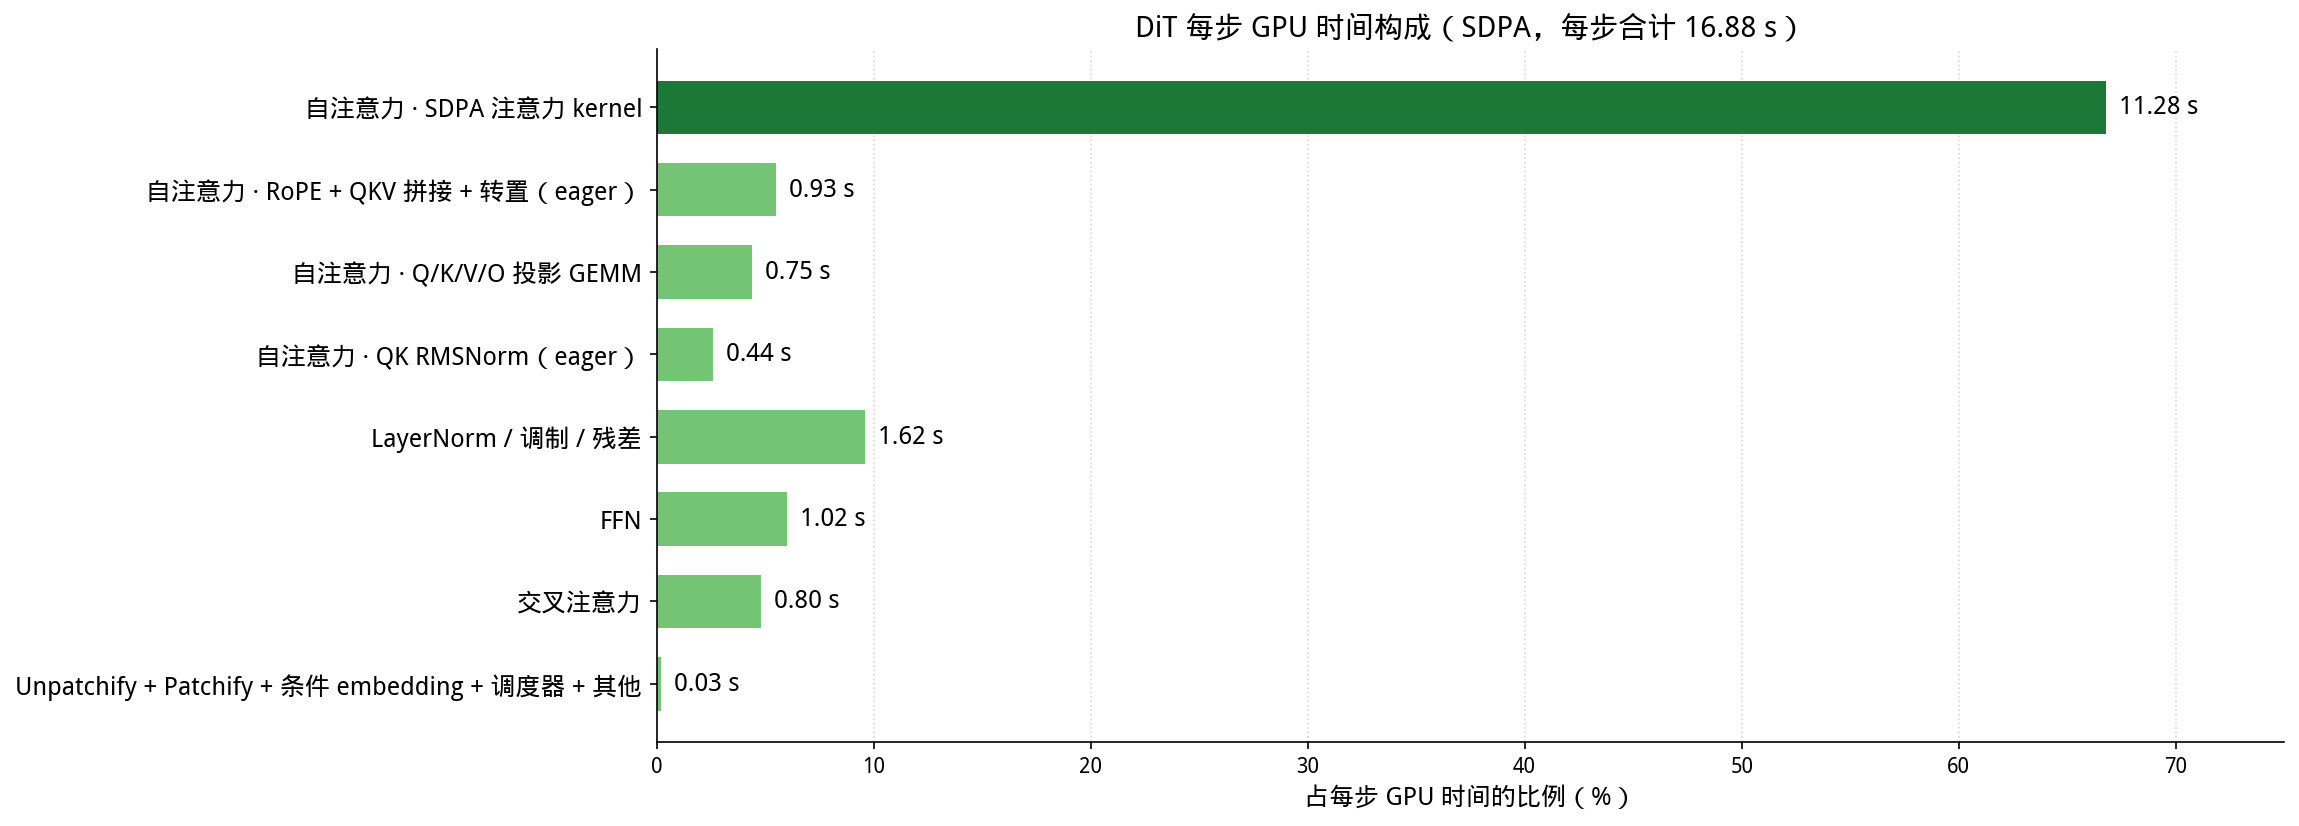 DiT 每步 GPU 时间构成（SDPA，每步合计 16.88 s）
自注意力 · SDPA 注意力 kernel
11.28 s
自注意力 · RoPE + QKV 拼接 + 转置（eager）
0.93 s
自注意力 · Q/K/V/O 投影 GEMM
0.75 s
自注意力 · QK RMSNorm（eager）
0.44 s
LayerNorm / 调制 / 残差
1.62 s
FFN
1.02 s
交叉注意力
0.80 s
Unpatchify + Patchify + 条件 embedding + 调度器 + 其他
0.03 s
0 10 20 30 40 50 60 70
占每步 GPU 时间的比例（%）